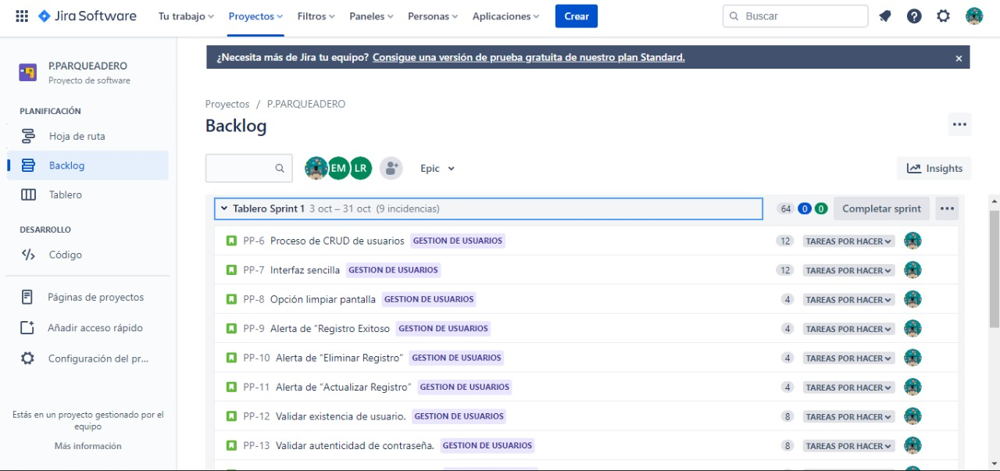 Jira Software Tu trabajo Proyectos Filtros Paneles Personas Aplicaciones Crear Buscar
¿Necesita más de Jira tu equipo? Consigue una versión de prueba gratuita de nuestro plan Standard.
P.PARQUEADERO
Proyecto de software
PLANIFICACIÓN
Hoja de ruta
Backlog
Tablero
DESARROLLO
Código
Páginas de proyectos
Añadir acceso rápido
Configuración del pr...
Estás en un proyecto gestionado por el
equipo
Más información
Proyectos / P.PARQUEADERO
Backlog
EM LR Epic Insights
Tablero Sprint 1 3 oct – 31 oct (9 incidencias) 64 0 0 Completar sprint
PP-6 Proceso de CRUD de usuarios GESTION DE USUARIOS 12 TAREAS POR HACER
PP-7 Interfaz sencilla GESTION DE USUARIOS 12 TAREAS POR HACER
PP-8 Opción limpiar pantalla GESTION DE USUARIOS 4 TAREAS POR HACER
PP-9 Alerta de “Registro Exitoso GESTION DE USUARIOS 4 TAREAS POR HACER
PP-10 Alerta de “Eliminar Registro” GESTION DE USUARIOS 4 TAREAS POR HACER
PP-11 Alerta de “Actualizar Registro” GESTION DE USUARIOS 4 TAREAS POR HACER
PP-12 Validar existencia de usuario. GESTION DE USUARIOS 8 TAREAS POR HACER
PP-13 Validar autenticidad de contraseña. GESTION DE USUARIOS 8 TAREAS POR HACER